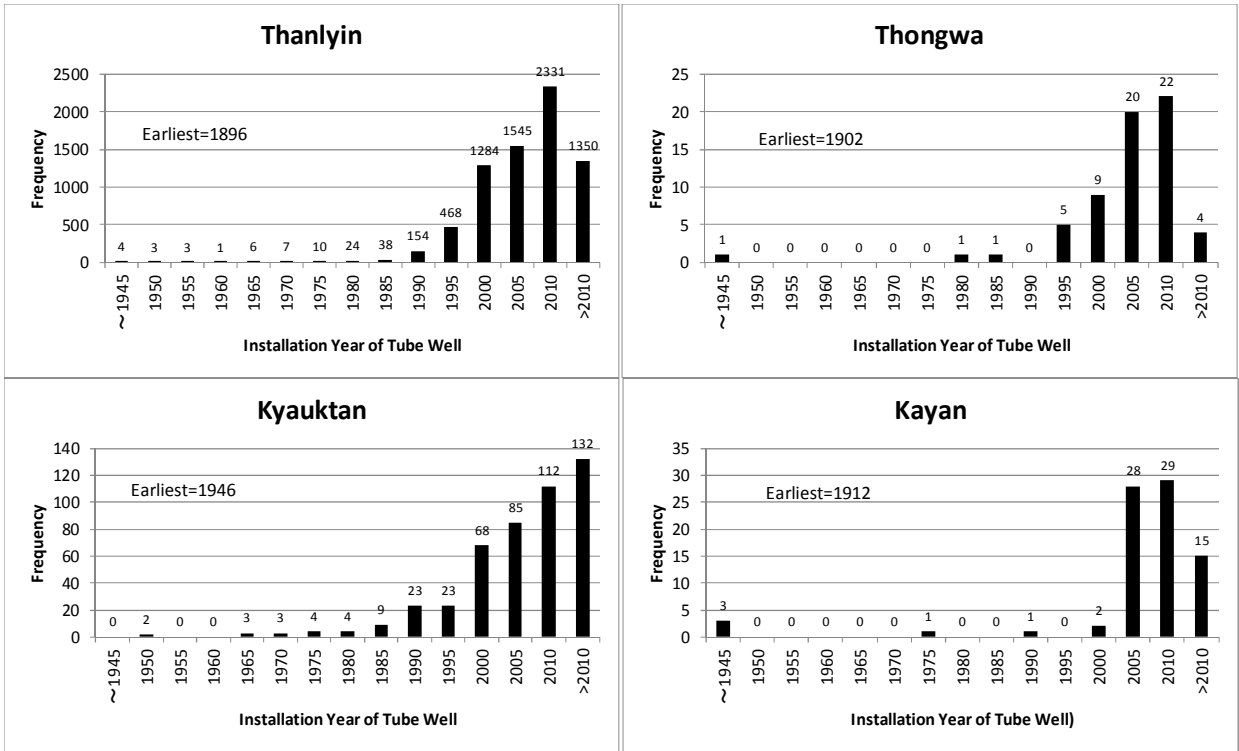 Thanlyin
Frequency
2500
2000
1500
1000
500
0
Earliest=1896
4 3 3 1 6 7 10 24 38 154 468 1284 1545 2331 1350
~1945 1950 1955 1960 1965 1970 1975 1980 1985 1990 1995 2000 2005 2010 >2010
Installation Year of Tube Well
Thongwa
Frequency
25
20
15
10
5
0
Earliest=1902
1 0 0 0 0 0 0 1 1 0 5 9 20 22 4
~1945 1950 1955 1960 1965 1970 1975 1980 1985 1990 1995 2000 2005 2010 >2010
Installation Year of Tube Well
Kyauktan
Frequency
140
120
100
80
60
40
20
0
Earliest=1946
0 2 0 0 3 3 4 4 9 23 23 68 85 112 132
~1945 1950 1955 1960 1965 1970 1975 1980 1985 1990 1995 2000 2005 2010 >2010
Installation Year of Tube Well
Kayan
Frequency
35
30
25
20
15
10
5
0
Earliest=1912
3 0 0 0 0 0 1 0 0 1 0 2 28 29 15
~1945 1950 1955 1960 1965 1970 1975 1980 1985 1990 1995 2000 2005 2010 >2010
Installation Year of Tube Well)